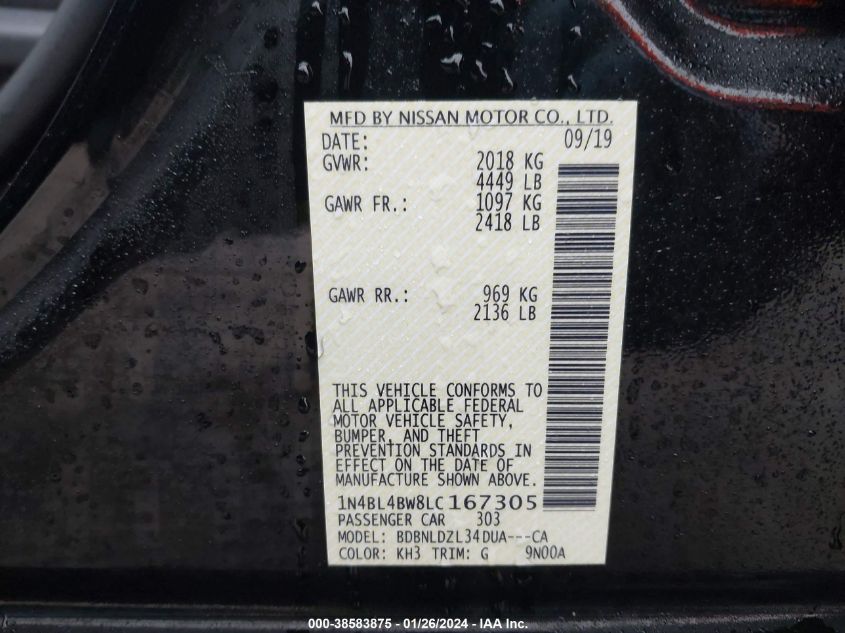 MFD BY NISSAN MOTOR CO., LTD.
DATE: 09/19
GVWR: 2018 KG
4449 LB
GAWR FR.: 1097 KG
2418 LB
GAWR RR.: 969 KG
2136 LB
THIS VEHICLE CONFORMS TO
ALL APPLICABLE FEDERAL
MOTOR VEHICLE SAFETY,
BUMPER, AND THEFT
PREVENTION STANDARDS IN
EFFECT ON THE DATE OF
MANUFACTURE SHOWN ABOVE.
1N4BL4BW8LC167305
PASSENGER CAR 303
MODEL: BDBNLDZL34DUA---CA
COLOR: KH3 TRIM: G 9N00A
000-38583875 - 01/26/2024 - IAA Inc.